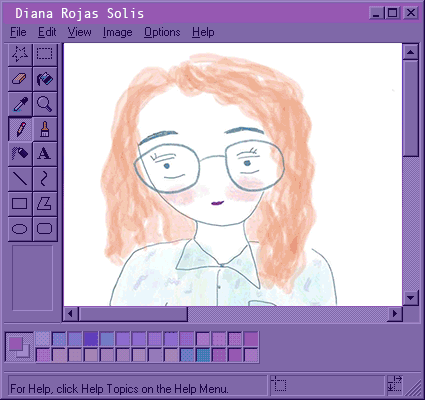 Diana Rojas Solis
File Edit View Image Options Help
A
For Help, click Help Topics on the Help Menu.